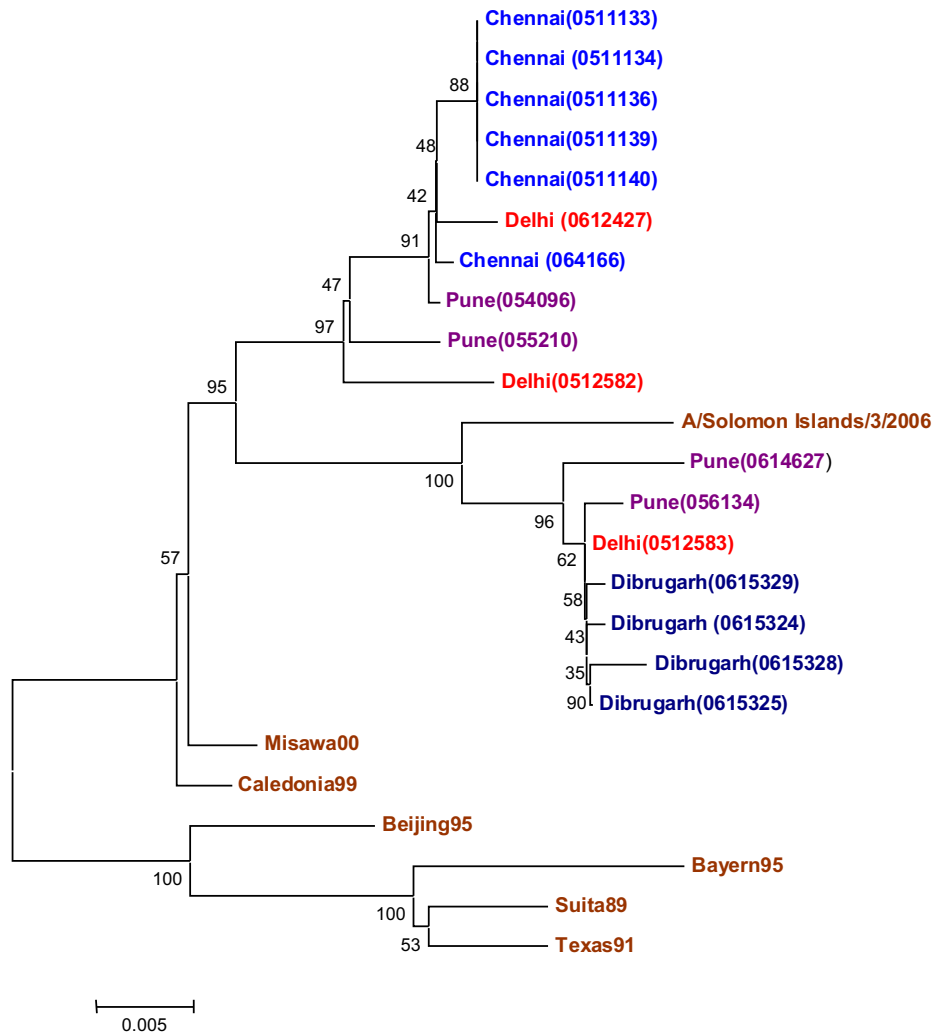 Chennai(0511133)
Chennai (0511134)
88
Chennai(0511136)
Chennai(0511139)
48
Chennai(0511140)
42
Delhi (0612427)
91
Chennai (064166)
47
Pune(054096)
97
Pune(055210)
95
Delhi(0512582)
A/Solomon Islands/3/2006
100
Pune(0614627)
96
Pune(056134)
62
Delhi(0512583)
57
Dibrugarh(0615329)
58
Dibrugarh (0615324)
43
Dibrugarh(0615328)
35
90
Dibrugarh(0615325)
Misawa00
Caledonia99
Beijing95
100
Bayern95
100
Suita89
53
Texas91
0.005